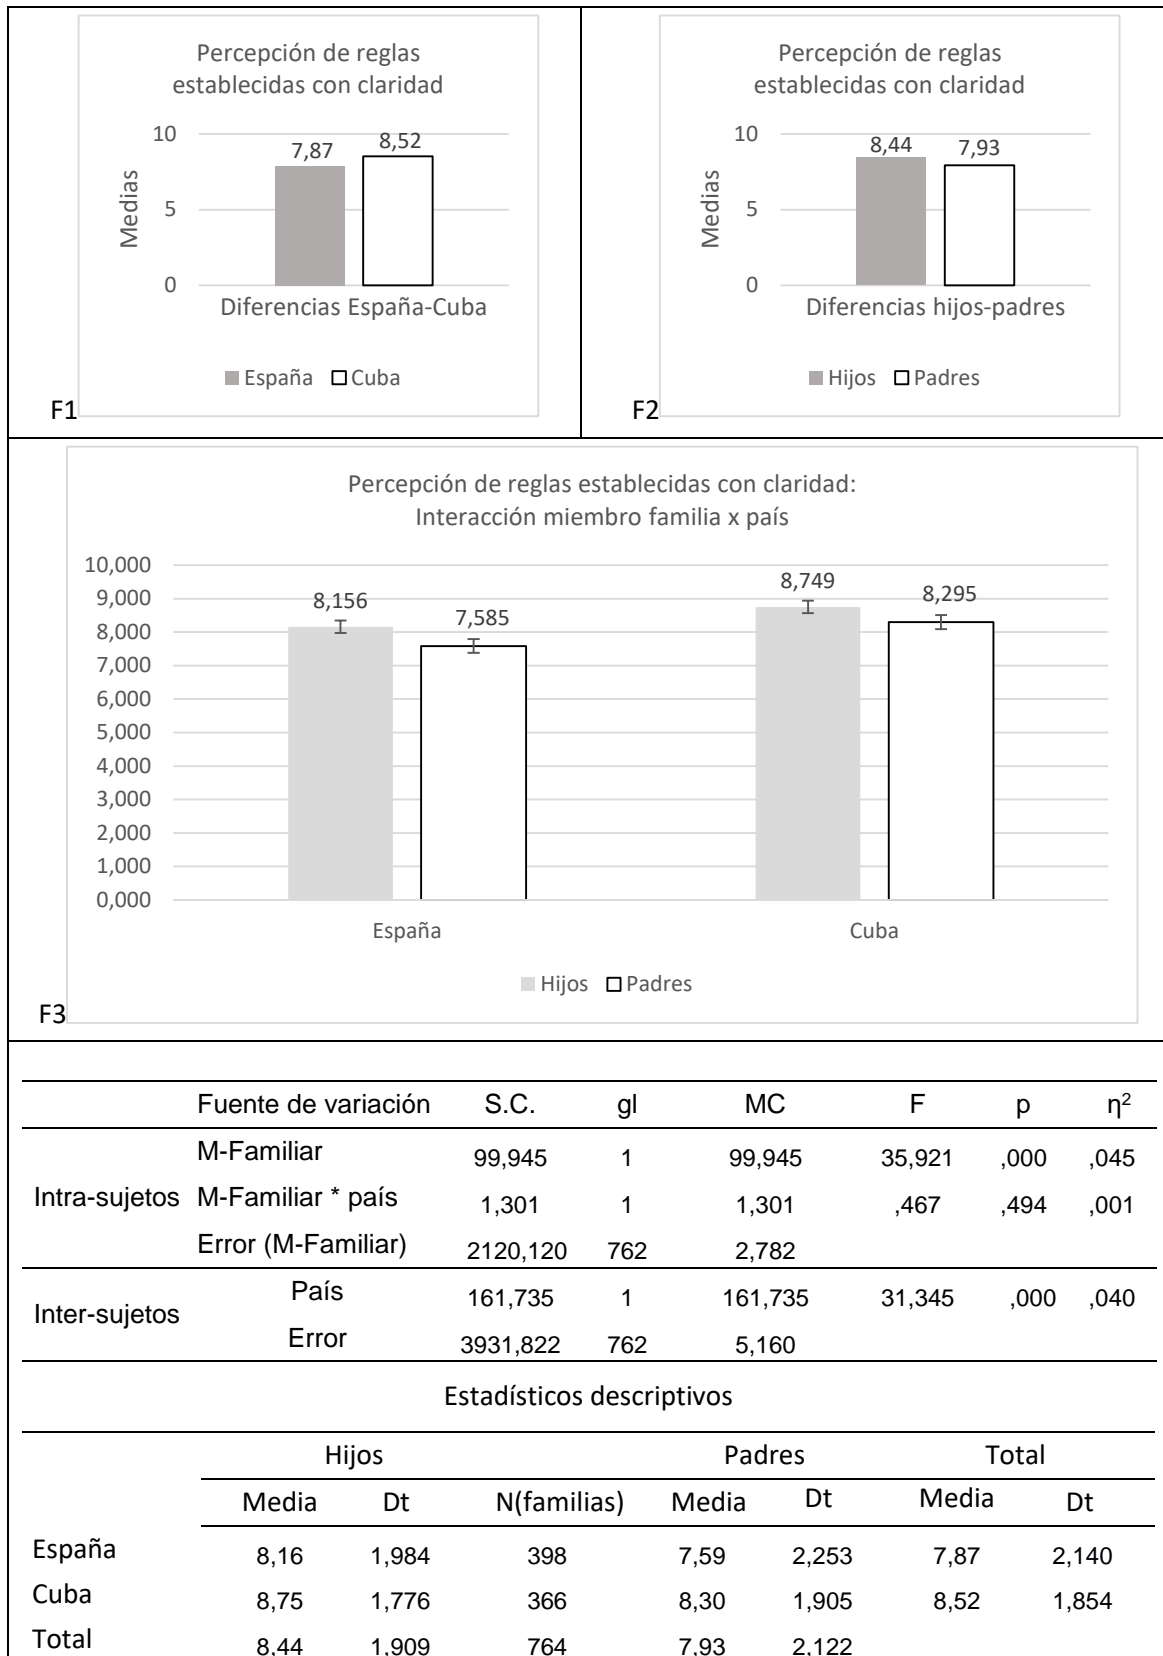 Percepción de reglas
establecidas con claridad
10
7,87
8,52
5
0
Medias
Diferencias España-Cuba
España Cuba
F1
Percepción de reglas
establecidas con claridad
10
8,44
7,93
5
0
Medias
Diferencias hijos-padres
Hijos Padres
F2
Percepción de reglas establecidas con claridad:
Interacción miembro familia x país
10,000
9,000
8,000
7,000
6,000
5,000
4,000
3,000
2,000
1,000
0,000
8,156
7,585
8,749
8,295
España Cuba
Hijos Padres
F3
Fuente de variación S.C. gl MC F p η²
Intra-sujetos
M-Familiar 99,945 1 99,945 35,921 ,000 ,045
M-Familiar * país 1,301 1 1,301 ,467 ,494 ,001
Error (M-Familiar) 2120,120 762 2,782
Inter-sujetos
País 161,735 1 161,735 31,345 ,000 ,040
Error 3931,822 762 5,160
Estadísticos descriptivos
Hijos Padres Total
Media Dt N(familias) Media Dt Media Dt
España 8,16 1,984 398 7,59 2,253 7,87 2,140
Cuba 8,75 1,776 366 8,30 1,905 8,52 1,854
Total 8,44 1,909 764 7,93 2,122